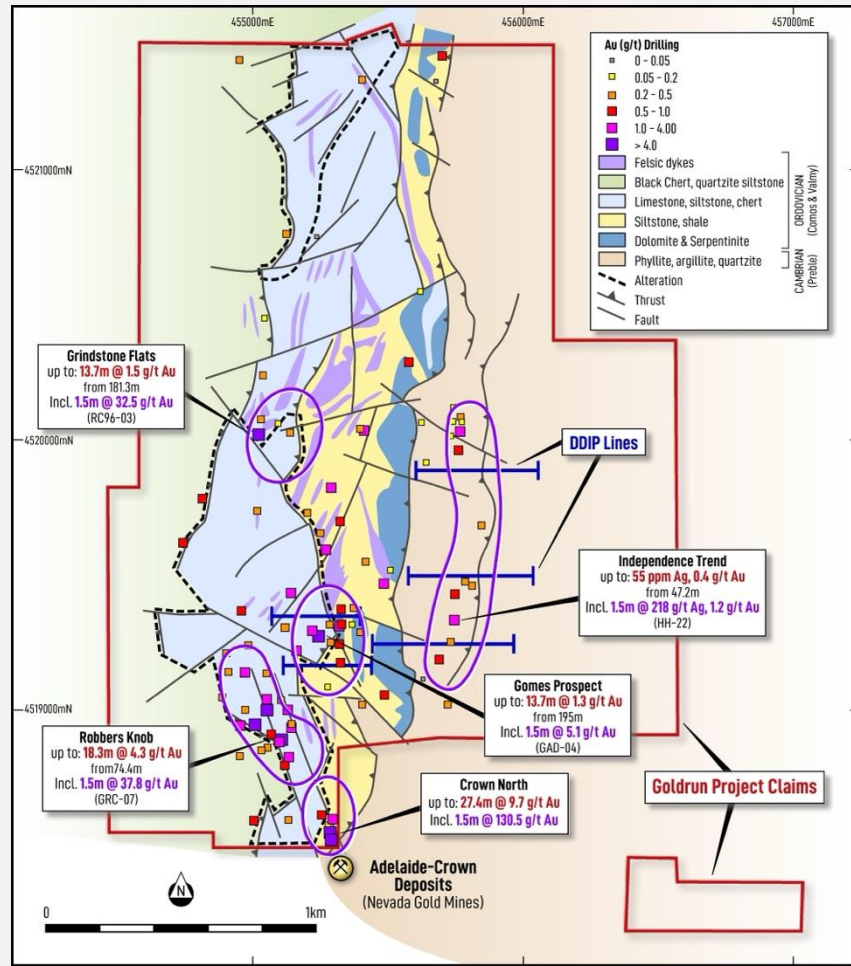 455000mE
456000mE
457000mE
4521000mN
4520000mN
4519000mN
Au (g/t) Drilling
0 - 0.05
0.05 - 0.2
0.2 - 0.5
0.5 - 1.0
1.0 - 4.00
> 4.0
Felsic dykes
Black Chert, quartzite siltstone
Limestone, siltstone, chert
Siltstone, shale
Dolomite & Serpentinite
Phyllite, argillite, quartzite
Alteration
Thrust
Fault
ORDOVICIAN
(Comos & Valmy)
CAMBRIAN
(Preble)
Grindstone Flats
up to: 13.7m @ 1.5 g/t Au
from 181.3m
Incl. 1.5m @ 32.5 g/t Au
(RC96-03)
DDIP Lines
Independence Trend
up to: 55 ppm Ag, 0.4 g/t Au
from 47.2m
Incl. 1.5m @ 218 g/t Ag, 1.2 g/t Au
(HH-22)
Gomes Prospect
up to: 13.7m @ 1.3 g/t Au
from 195m
Incl. 1.5m @ 5.1 g/t Au
(GAD-04)
Robbers Knob
up to: 18.3m @ 4.3 g/t Au
from74.4m
Incl. 1.5m @ 37.8 g/t Au
(GRC-07)
Crown North
up to: 27.4m @ 9.7 g/t Au
Incl. 1.5m @ 130.5 g/t Au
Goldrun Project Claims
Adelaide-Crown
Deposits
(Nevada Gold Mines)
N
0
1km